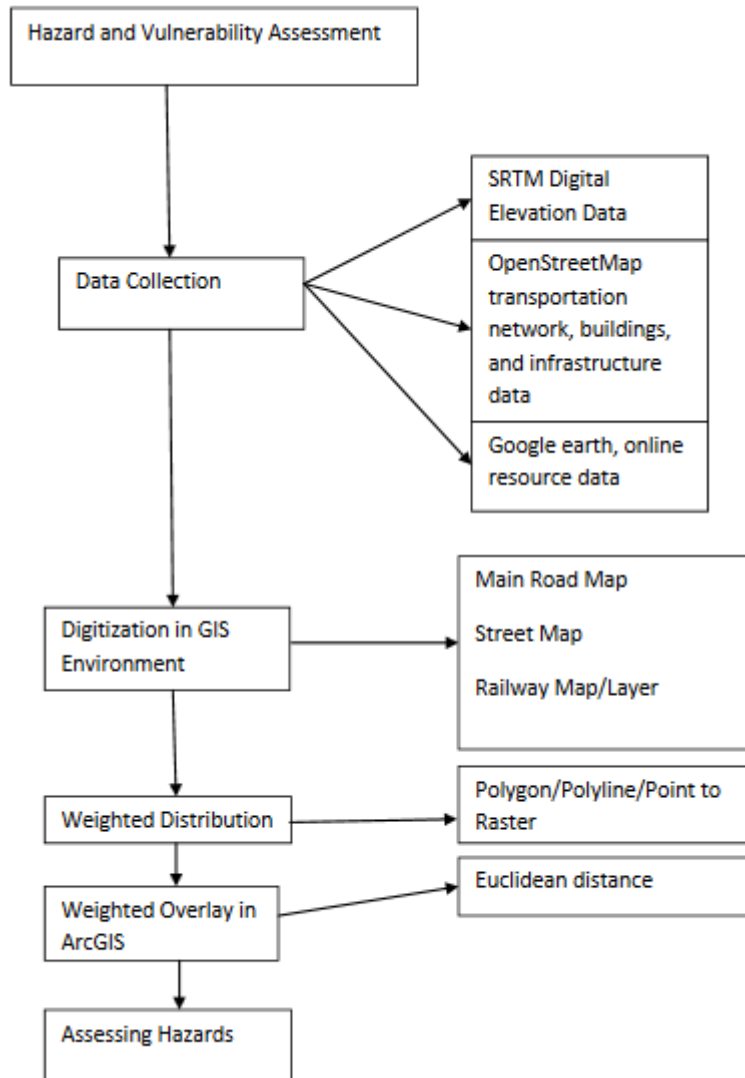 Hazard and Vulnerability Assessment
SRTM Digital
Elevation Data
Data Collection
OpenStreetMap
transportation
network, buildings,
and infrastructure
data
Google earth, online
resource data
Digitization in GIS
Environment
Main Road Map
Street Map
Railway Map/Layer
Weighted Distribution
Polygon/Polyline/Point to
Raster
Weighted Overlay in
ArcGIS
Euclidean distance
Assessing Hazards